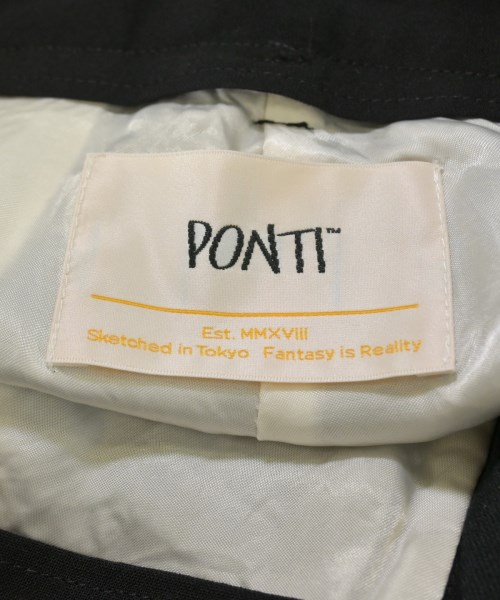 PONTI™
Est. MMXVIII
Sketched in Tokyo Fantasy is Reality